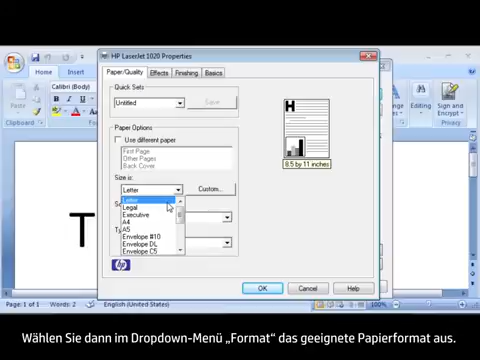 HP LaserJet 1020 Properties
Home
Insert
Paper/Quality
Effects
Finishing
Basics
Calibri (Body)
Paste
B I U
Editing
Sign and
Encrypt
Quick Sets
Untitled
Save
Paper Options
Use different paper
First Page
Other Pages
Back Cover
Size is:
Letter
Custom...
Letter
Legal
Executive
A4
A5
Envelope #10
Envelope DL
Envelope C5
H
8.5 by 11 inches
hp
OK
Cancel
Help
T
Page: 1 of 1
Words: 2
English (United States)
100%
Wählen Sie dann im Dropdown-Menü „Format“ das geeignete Papierformat aus.